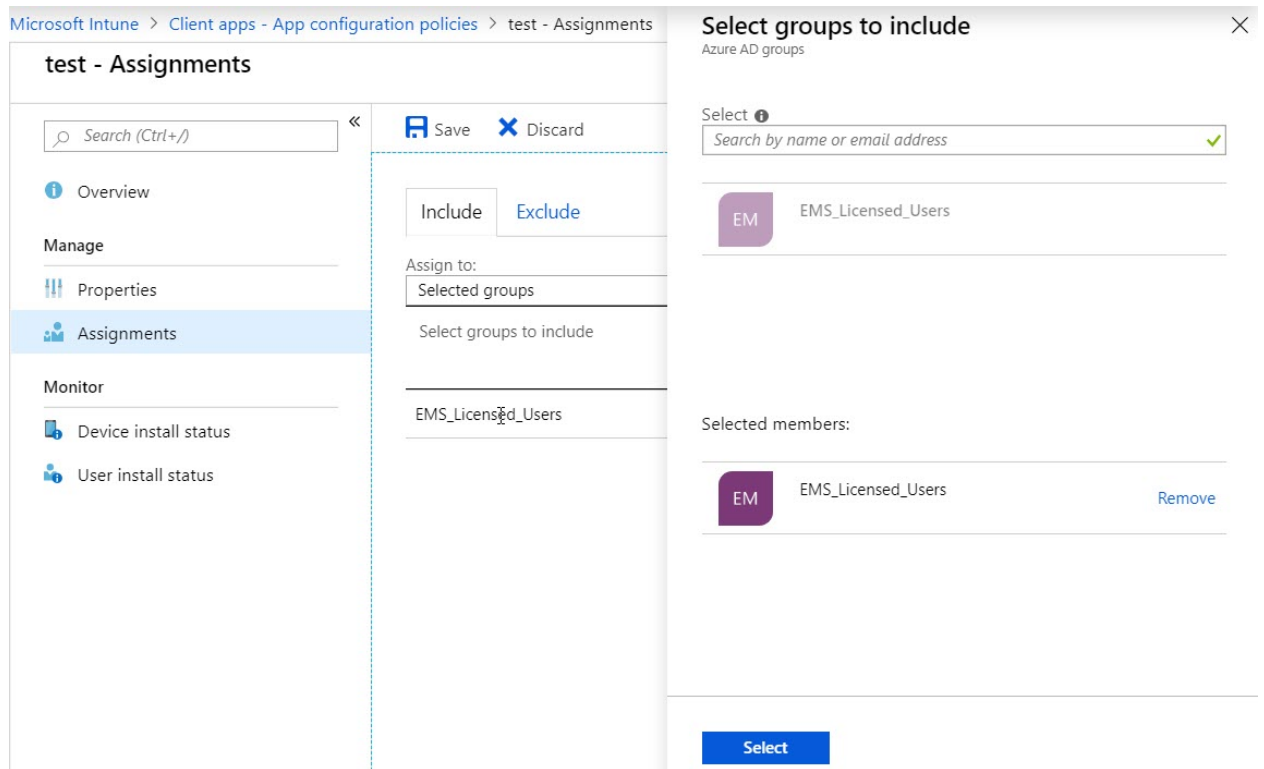 Microsoft Intune > Client apps - App configuration policies > test - Assignments
test - Assignments
Search (Ctrl+/)
«
Overview
Manage
Properties
Assignments
Monitor
Device install status
User install status
Save Discard
Include Exclude
Assign to:
Selected groups
Select groups to include
EMS_Licensed_Users
Select groups to include
Azure AD groups
Select
Search by name or email address
EM EMS_Licensed_Users
Selected members:
EM EMS_Licensed_Users Remove
Select